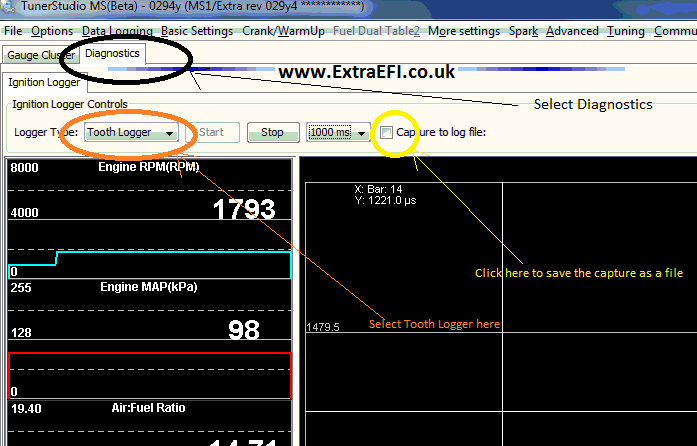 TunerStudio MS(Beta) - 0294y (MS1/Extra rev 029y4 ************)
File Options Data Logging Basic Settings Crank/WarmUp Fuel Dual Table2 More settings Spark Advanced Tuning Commu
Gauge Cluster Diagnostics
www.ExtraEFI.co.uk
Ignition Logger
Select Diagnostics
Ignition Logger Controls
Logger Type: Tooth Logger Start Stop 1000 ms Capture to log file:
8000 Engine RPM(RPM)
X: Bar: 14
Y: 1221.0 µs
4000 1793
0
Click here to save the capture as a file
255 Engine MAP(kPa)
128 98
1479.5
Select Tooth Logger here
0
19.40 Air:Fuel Ratio
14.71